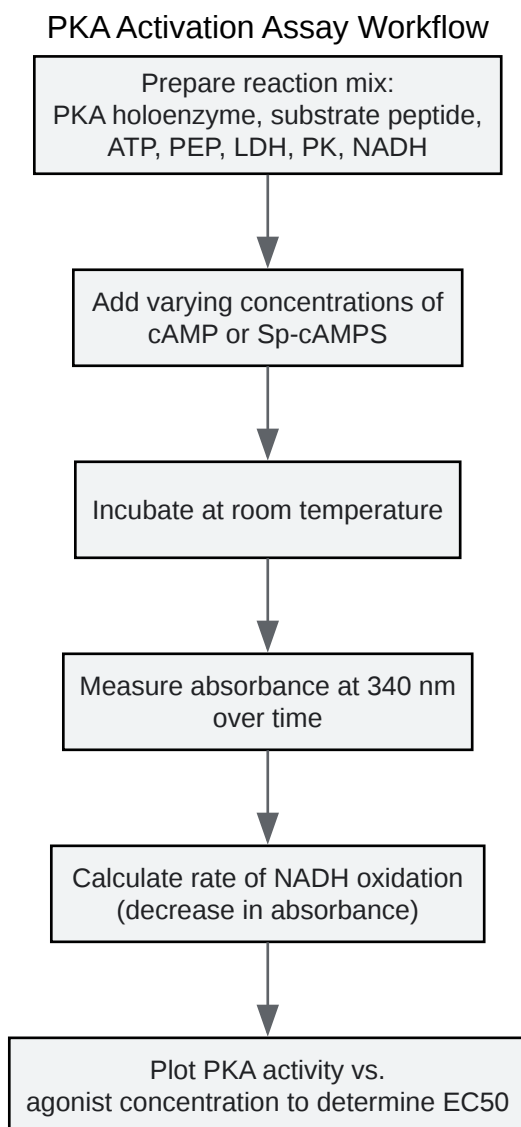 PKA Activation Assay Workflow
Prepare reaction mix:
PKA holoenzyme, substrate peptide,
ATP, PEP, LDH, PK, NADH
Add varying concentrations of
cAMP or Sp-cAMPS
Incubate at room temperature
Measure absorbance at 340 nm
over time
Calculate rate of NADH oxidation
(decrease in absorbance)
Plot PKA activity vs.
agonist concentration to determine EC50